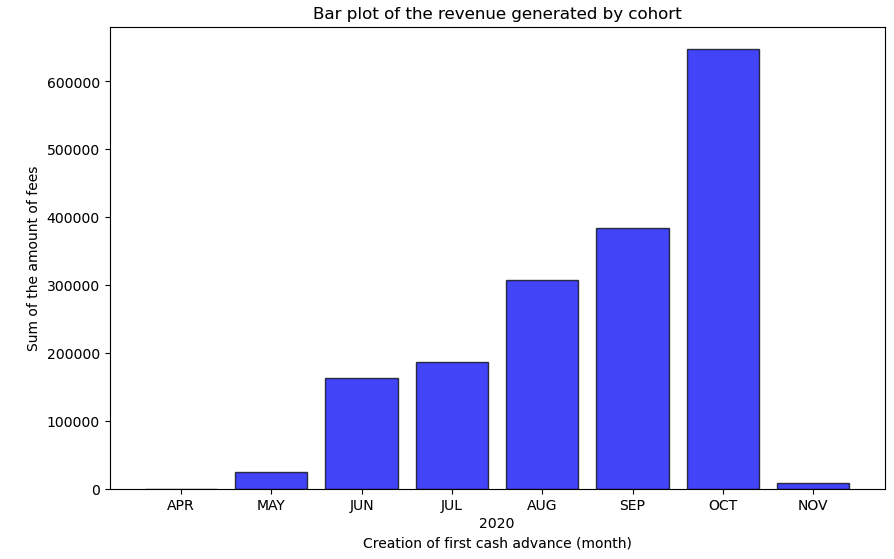 Bar plot of the revenue generated by cohort
Sum of the amount of fees
600000
500000
400000
300000
200000
100000
0
APR MAY JUN JUL AUG SEP OCT NOV
2020
Creation of first cash advance (month)